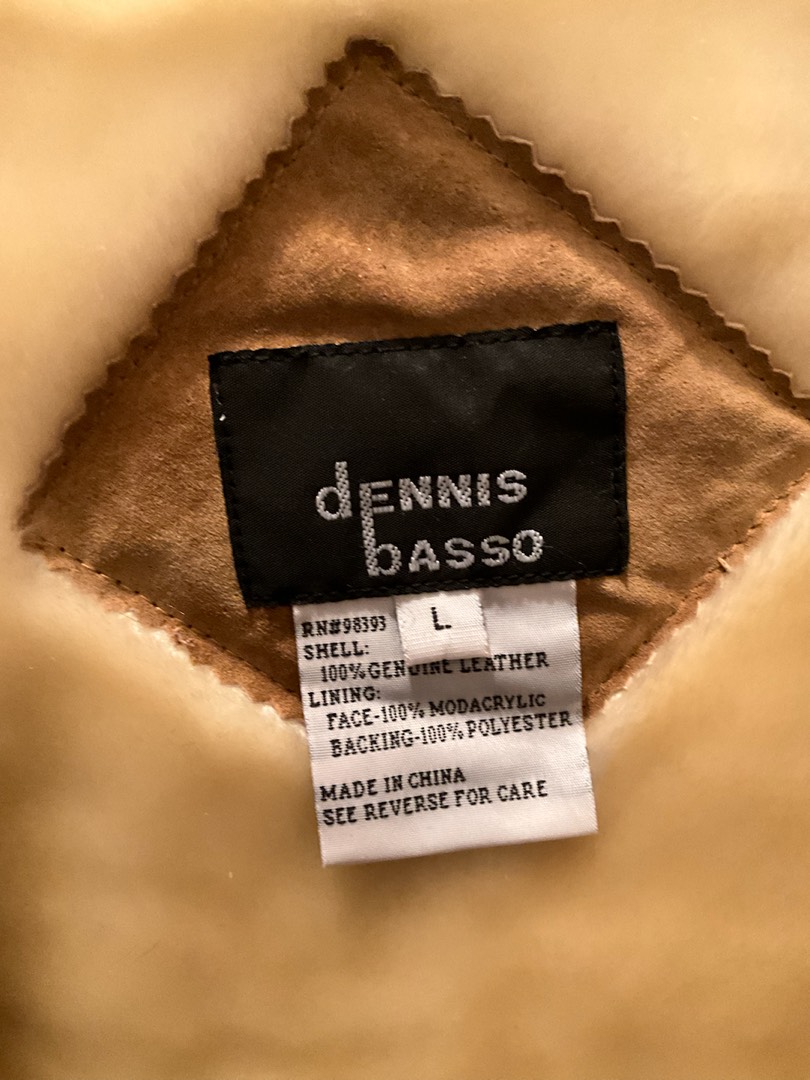 dENNIS
bASSO
L
RN#98393
SHELL:
100% GENUINE LEATHER
LINING:
FACE-100% MODACRYLIC
BACKING-100% POLYESTER
MADE IN CHINA
SEE REVERSE FOR CARE